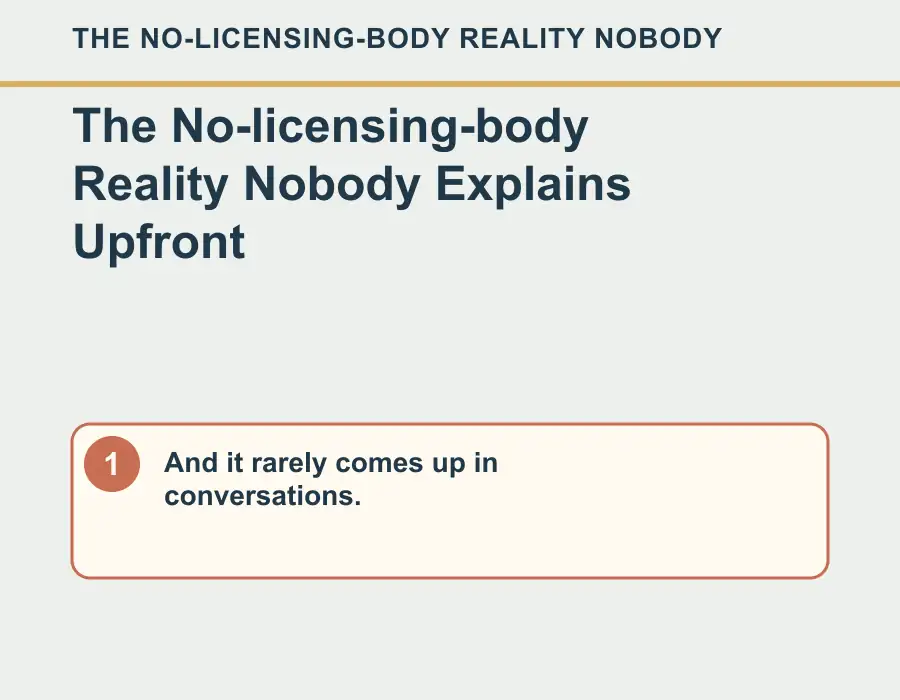 THE NO-LICENSING-BODY REALITY NOBODY
The No-licensing-body
Reality Nobody Explains
Upfront
1
And it rarely comes up in
conversations.